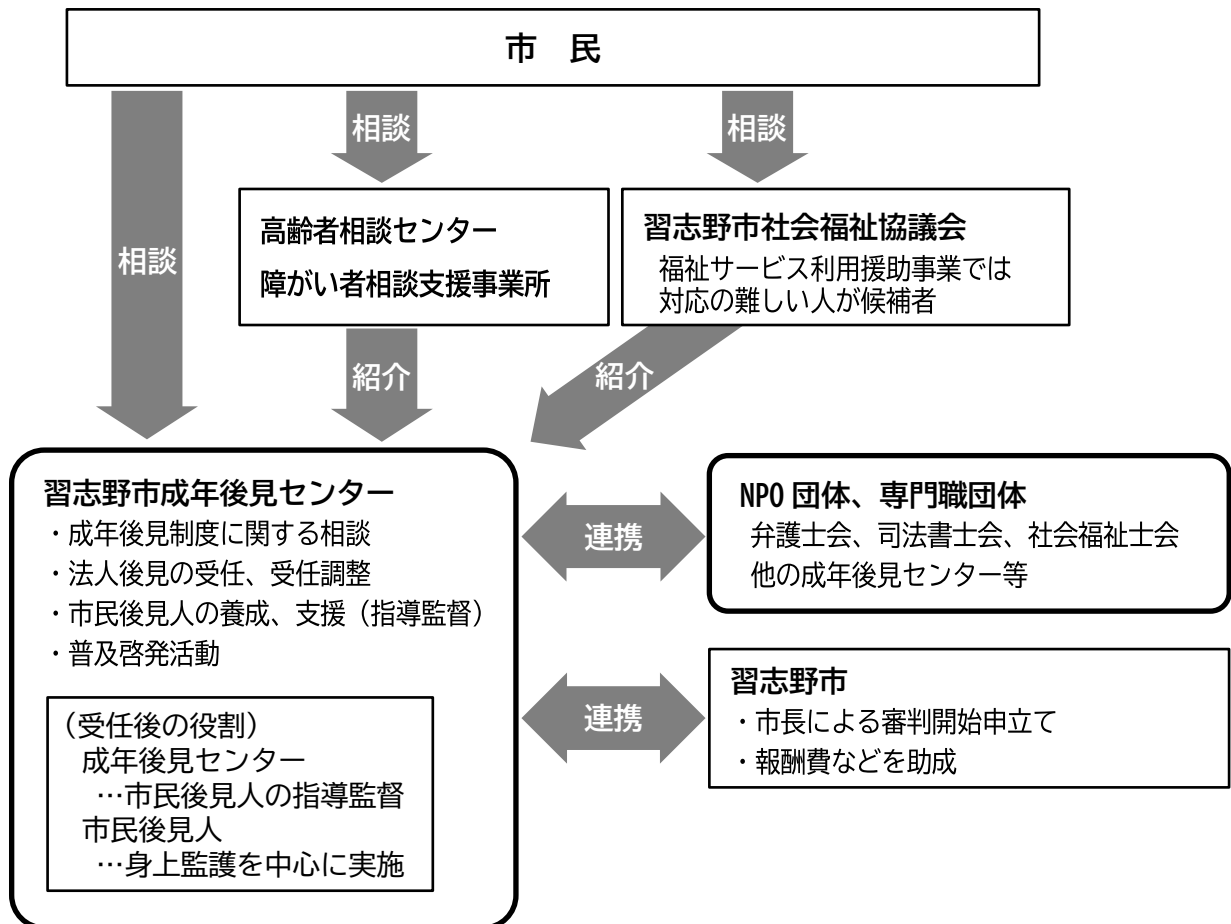 市 民
相談
相談
相談
高齢者相談センター
障がい者相談支援事業所
習志野市社会福祉協議会
福祉サービス利用援助事業では
対応の難しい人が候補者
紹介
紹介
習志野市成年後見センター
・成年後見制度に関する相談
・法人後見の受任、受任調整
・市民後見人の養成、支援（指導監督）
・普及啓発活動
（受任後の役割）
成年後見センター
…市民後見人の指導監督
市民後見人
…身上監護を中心に実施
連携
NPO 団体、専門職団体
弁護士会、司法書士会、社会福祉士会
他の成年後見センター等
連携
習志野市
・市長による審判開始申立て
・報酬費などを助成